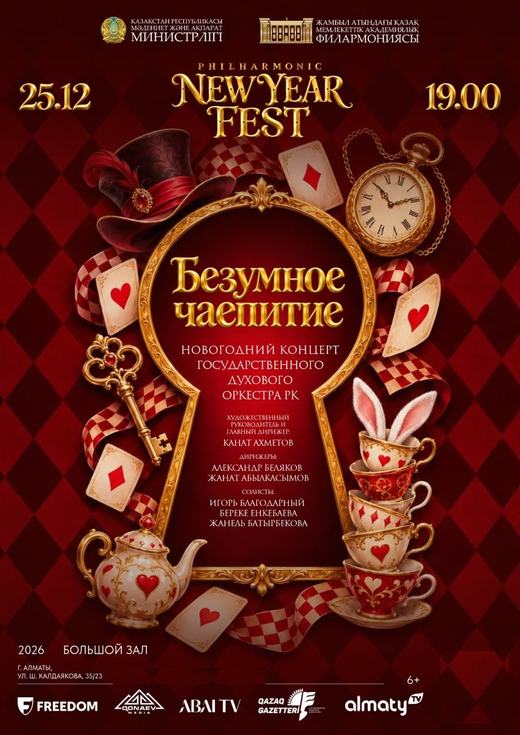 ҚАЗАҚСТАН РЕСПУБЛИКАСЫ
МӘДЕНИЕТ ЖӘНЕ АҚПАРАТ
МИНИСТРЛІГІ
ЖАМБЫЛ АТЫНДАҒЫ ҚАЗАҚ
МЕМЛЕКЕТТІК АКАДЕМИЯЛЫҚ
ФИЛАРМОНИЯСЫ
25.12
PHILHARMONIC
NEW YEAR
FEST
19.00
Безумное
чаепитие
НОВОГОДНИЙ КОНЦЕРТ
ГОСУДАРСТВЕННОГО
ДУХОВОГО
ОРКЕСТРА РК
ХУДОЖЕСТВЕННЫЙ
РУКОВОДИТЕЛЬ И
ГЛАВНЫЙ ДИРИЖЕР:
КАНАТ АХМЕТОВ
ДИРИЖЕРЫ:
АЛЕКСАНДР БЕЛЯКОВ
ЖАНАТ АБЫЛКАСЫМОВ
СОЛИСТЫ:
ИГОРЬ БЛАГОДАРНЫЙ
БЕРЕКЕ ЕНКЕБАЕВА
ЖАНЕЛЬ БАТЫРБЕКОВА
2026 БОЛЬШОЙ ЗАЛ
Г. АЛМАТЫ,
УЛ. Ш. КАЛДАЯКОВА, 35/23
6+
FREEDOM
QONAEV
MEDIA
ABAI TV
QAZAQ
GAZETTERI
almaty TV